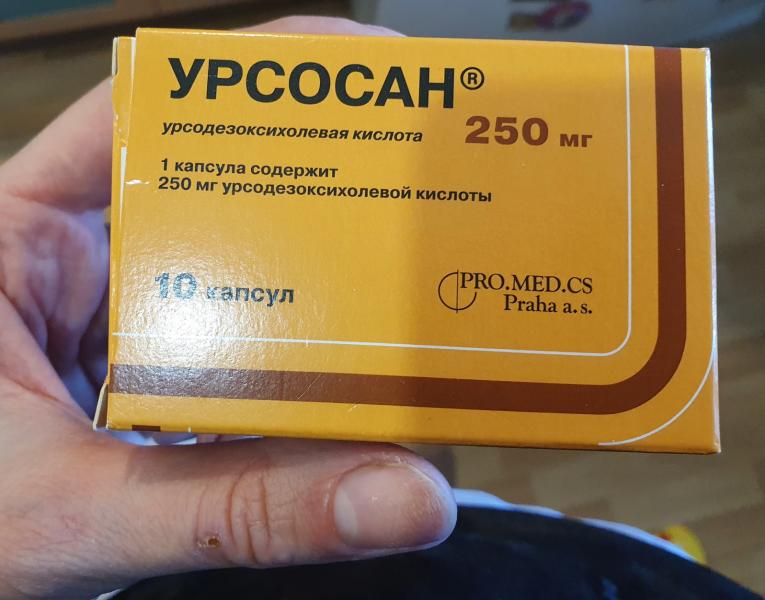 УРСОСАН®
урсодезоксихолевая кислота 250 мг
1 капсула содержит
250 мг урсодезоксихолевой кислоты
10 капсул
PRO.MED.CS
Praha a.s.